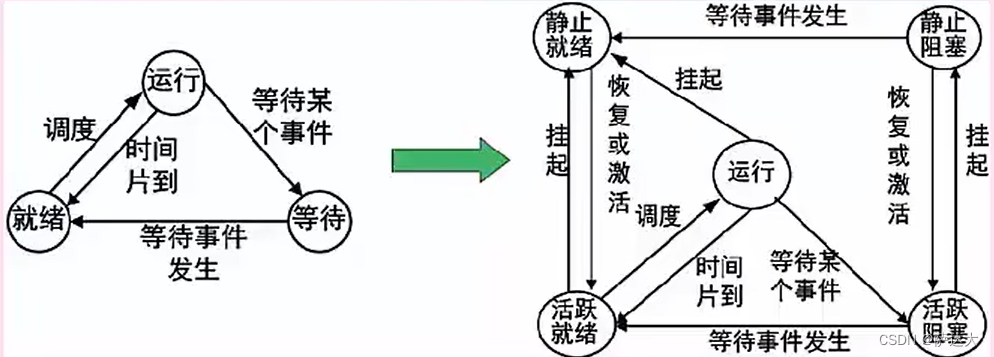 运行
等待某
个事件
调度
时间
片到
就绪
等待
等待事件
发生
静止
就绪
等待事件发生
静止
阻塞
挂起
挂起
恢复或激活
运行
恢复或激活
挂起
调度
时间
片到
等待某
个事件
活跃
就绪
等待事件发生
活跃
阻塞